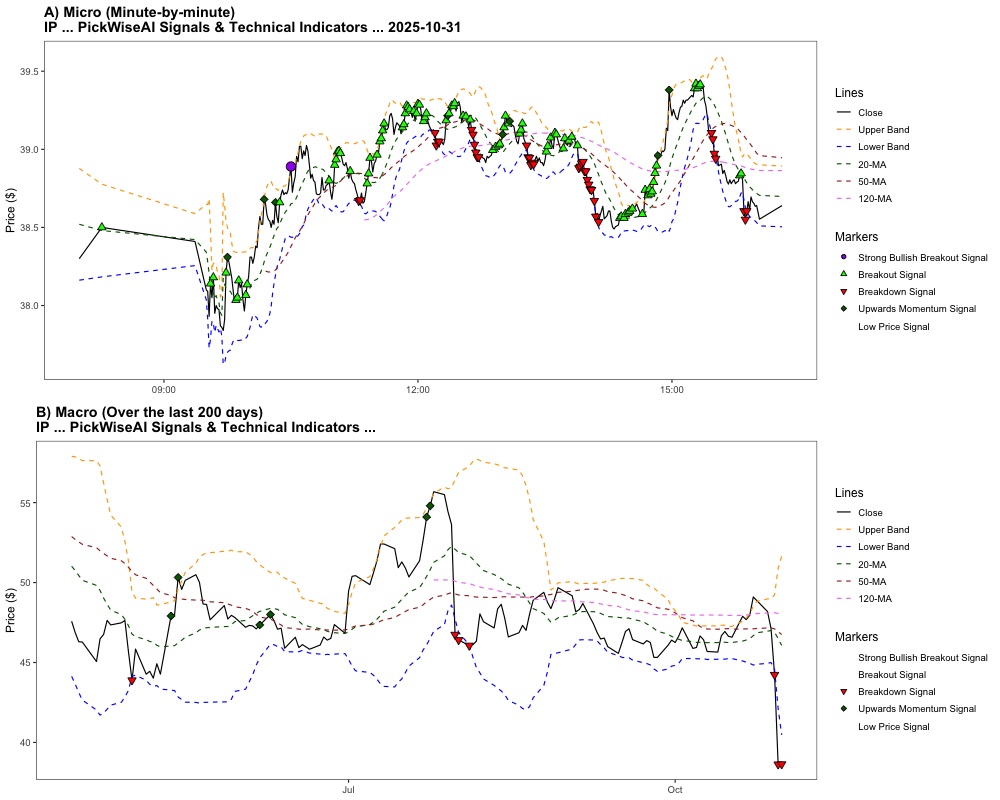 A) Micro (Minute-by-minute)
IP ... PickWiseAI Signals & Technical Indicators ... 2025-10-31
39.5
39.0
38.5
38.0
Price ($)
09:00
12:00
15:00
Lines
Close
Upper Band
Lower Band
20-MA
50-MA
120-MA
Markers
Strong Bullish Breakout Signal
Breakout Signal
Breakdown Signal
Upwards Momentum Signal
Low Price Signal
B) Macro (Over the last 200 days)
IP ... PickWiseAI Signals & Technical Indicators ...
55
50
45
40
Price ($)
Jul
Oct
Lines
Close
Upper Band
Lower Band
20-MA
50-MA
120-MA
Markers
Strong Bullish Breakout Signal
Breakout Signal
Breakdown Signal
Upwards Momentum Signal
Low Price Signal